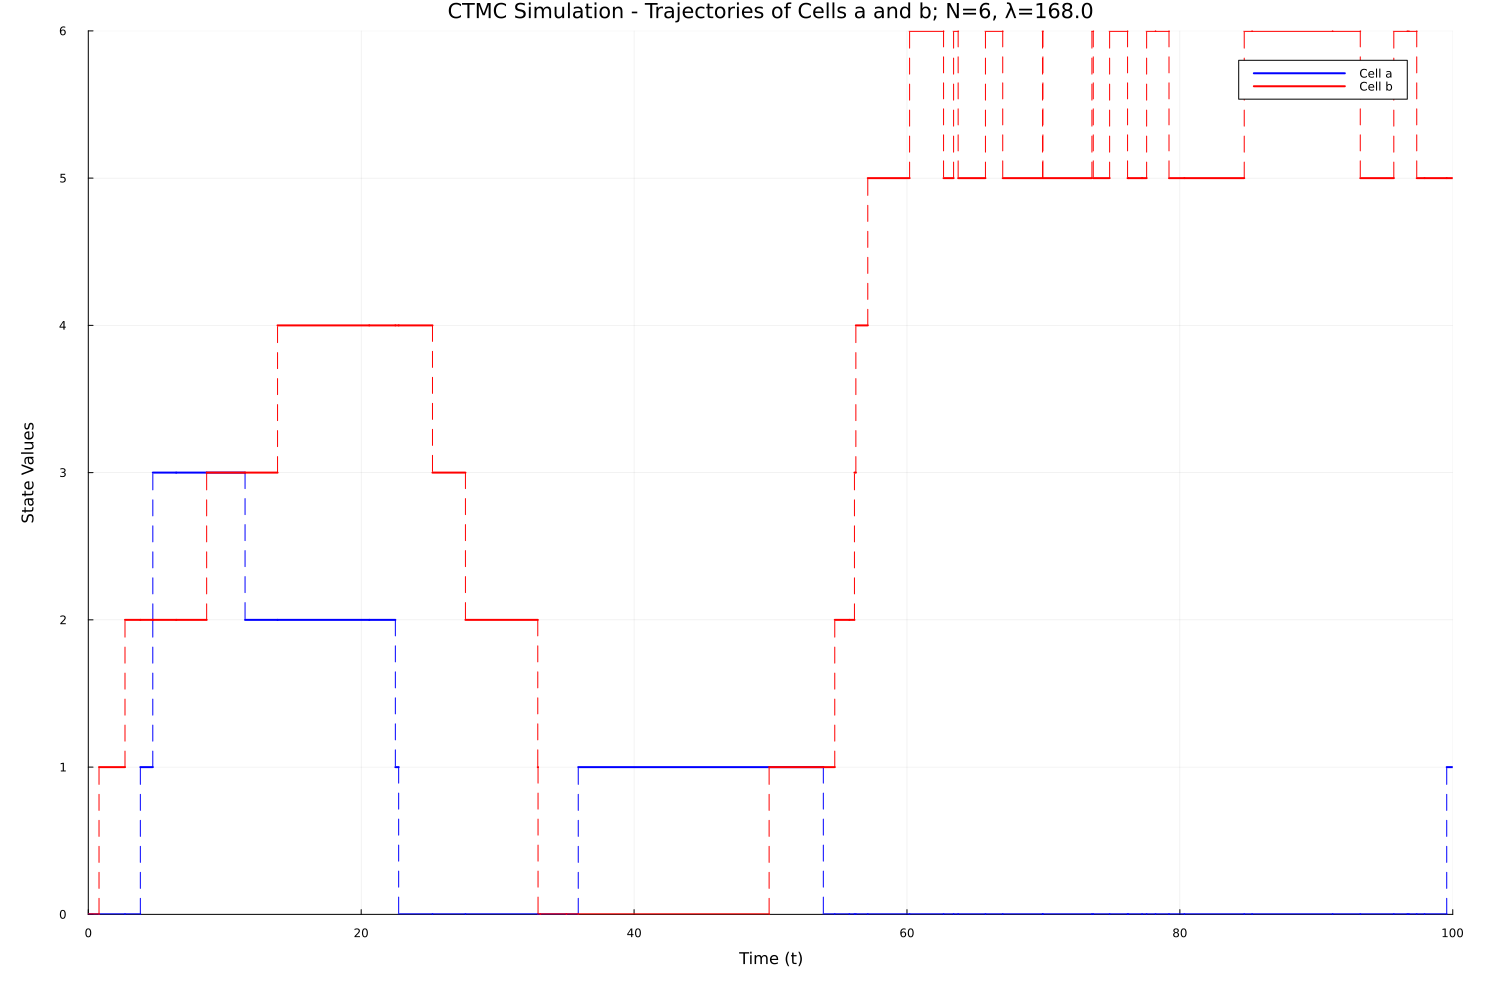 CTMC Simulation - Trajectories of Cells a and b; N=6, λ=168.0
6
Cell a
Cell b
5
4
State Values
3
2
1
0
0 20 40 60 80 100
Time (t)